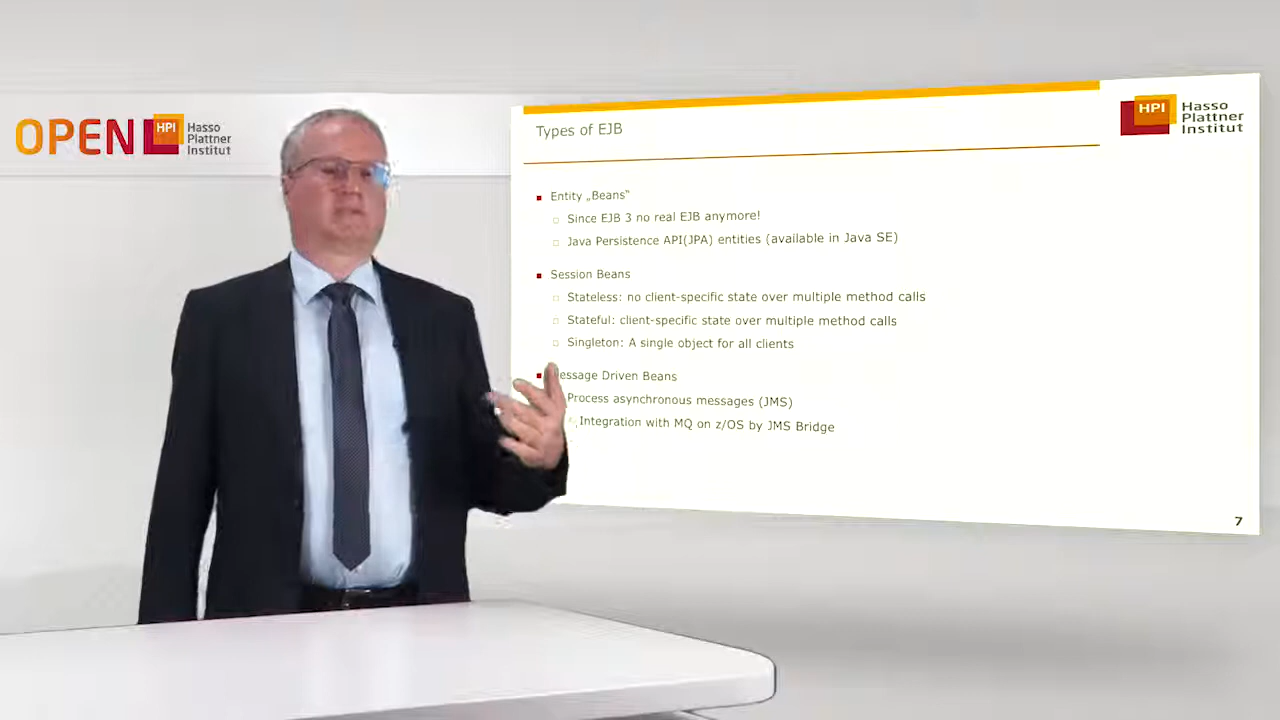 OPEN HPI Hasso
Plattner
Institut
Types of EJB
HPI Hasso
Plattner
Institut
Entity „Beans“
Since EJB 3 no real EJB anymore!
Java Persistence API(JPA) entities (available in Java SE)
Session Beans
Stateless: no client-specific state over multiple method calls
Stateful: client-specific state over multiple method calls
Singleton: A single object for all clients
Message Driven Beans
Process asynchronous messages (JMS)
Integration with MQ on z/OS by JMS Bridge
7